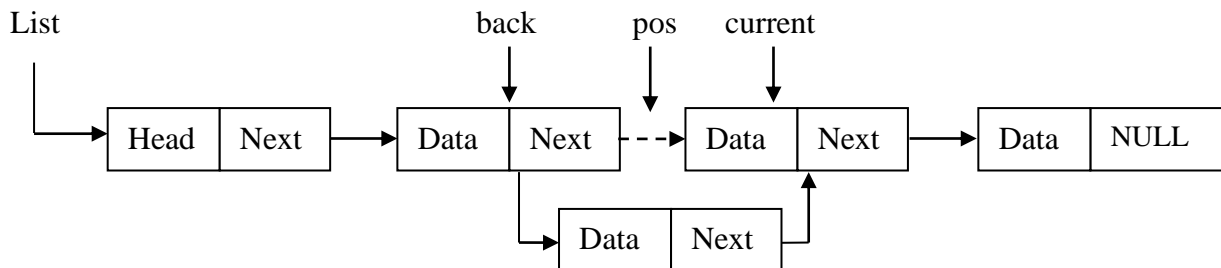 List back pos current
Head Next Data Next Data Next Data NULL
Data Next